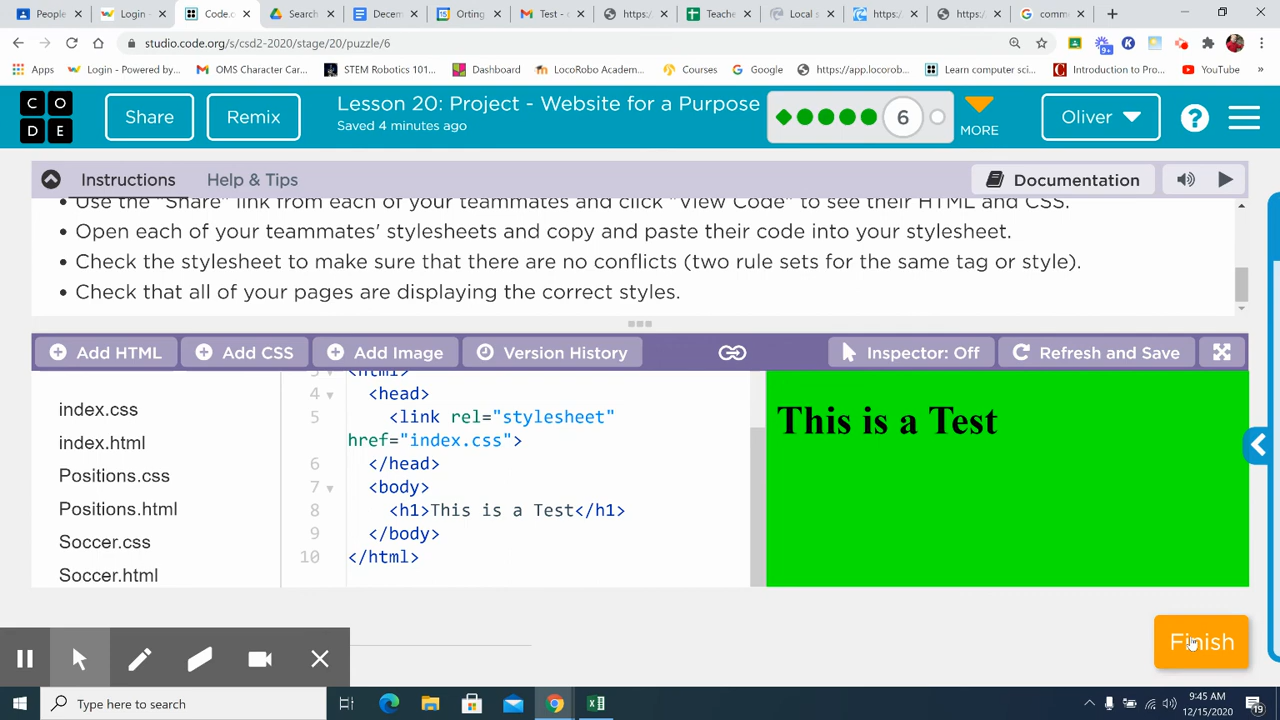 People
Login -
Code.c
Search
Decem
Orting
Test -
https:
Teache
Local s
https:/
https:/
comme
studio.code.org/s/csd2-2020/stage/20/puzzle/6
Apps
Login - Powered by...
OMS Character Car...
STEM Robotics 101...
Dashboard
LocoRobo Academ...
Courses
Google
https://app.locorob...
Learn computer sci...
Introduction to Pro...
YouTube
»
9+
C O
D E
Share
Remix
Lesson 20: Project - Website for a Purpose
Saved 4 minutes ago
6
MORE
Oliver
?
Instructions
Help & Tips
Documentation
• Use the "Share" link from each of your teammates and click "View Code" to see their HTML and CSS.
• Open each of your teammates' stylesheets and copy and paste their code into your stylesheet.
• Check the stylesheet to make sure that there are no conflicts (two rule sets for the same tag or style).
• Check that all of your pages are displaying the correct styles.
Add HTML
Add CSS
Add Image
Version History
Inspector: Off
Refresh and Save
index.css
index.html
Positions.css
Positions.html
Soccer.css
Soccer.html
3 <html>
4 <head>
5 <link rel="stylesheet"
href="index.css">
6 </head>
7 <body>
8 <h1>This is a Test</h1>
9 </body>
10 </html>
This is a Test
Finish
Type here to search
9:45 AM
12/15/2020
19